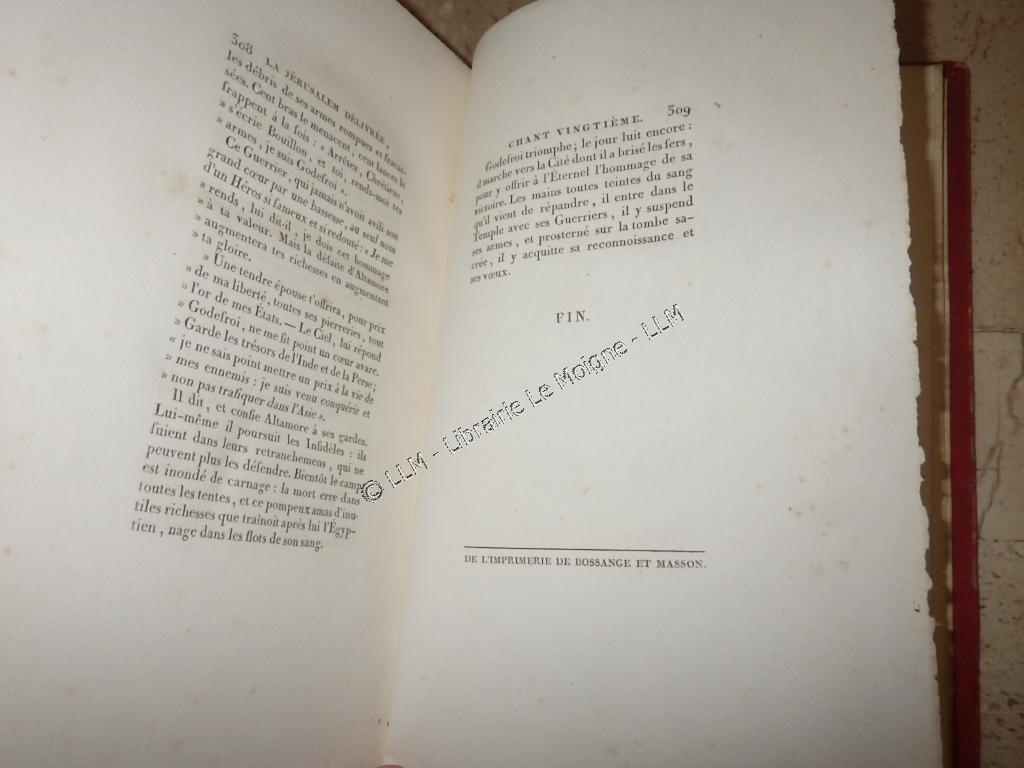 308 LA JÉRUSALEM DÉLIVRÉE,
les débris de ses armes rompues et fracas-
sées. Cent bras le menacent, cent lances le
frappent à la fois : » Arrêtez, Chrétiens,
» s'écrie Bouillon, et toi, rends-moi tes
» armes, je suis Godefroi ».
Ce Guerrier, qui jamais n'avoit avili son
grand cœur par une bassesse, au seul nom
d'un Héros si fameux et si redouté : » Je me
» rends, lui dit-il ; je dois cet hommage
» à ta valeur. Mais la défaite d'Altamore
» augmentera tes richesses en augmentant
» ta gloire.
» Une tendre épouse t'offrira, pour prix
» de ma liberté, toutes ses pierreries, tout
» l'or de mes États. — Le Ciel, lui répond
» Godefroi, ne me fit point un cœur avare.
» Garde les trésors de l'Inde et de la Perse ;
« je ne sais point mettre un prix à la vie de
» mes ennemis : je suis venu conquérir et
» non pas trafiquer dans l'Asie ».
Il dit, et confie Altamore à ses gardes.
Lui-même il poursuit les Infidèles : ils
fuient dans leurs retranchemens, qui ne
peuvent plus les défendre. Bientôt le camp
est inondé de carnage : la mort erre dans
toutes les tentes, et ce pompeux amas d'inu-
tiles richesses que traînoit après lui l'Égyp-
tien, nage dans les flots de son sang.
CHANT VINGTIÈME. 309
Godefroi triomphe ; le jour luit encore :
il marche vers la Cité dont il a brisé les fers,
pour y offrir à l'Éternel l'hommage de sa
victoire. Les mains toutes teintes du sang
qu'il vient de répandre, il entre dans le
Temple avec ses Guerriers, il y suspend
ses armes, et prosterné sur la tombe sa-
crée, il y acquitte sa reconnoissance et
ses vœux.
FIN.
DE L'IMPRIMERIE DE BOSSANGE ET MASSON.
© LLM - Librairie Le Moigne - LLM